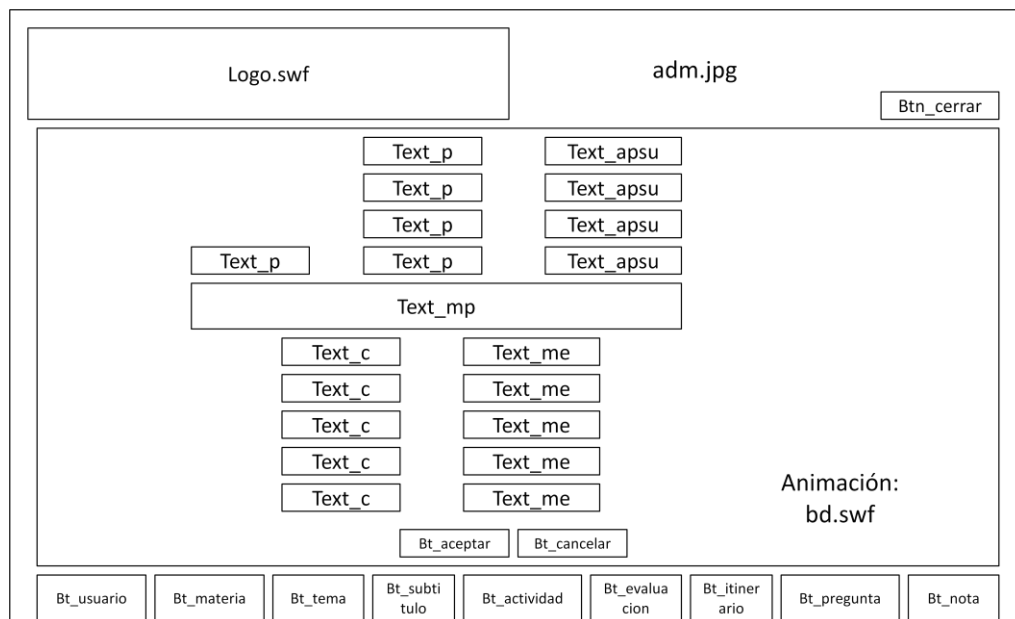 Logo.swf
adm.jpg
Btn_cerrar
Text_p Text_apsu
Text_p Text_apsu
Text_p Text_apsu
Text_p Text_p Text_apsu
Text_mp
Text_c Text_me
Text_c Text_me
Text_c Text_me
Text_c Text_me
Text_c Text_me
Animación:
bd.swf
Bt_aceptar Bt_cancelar
Bt_usuario
Bt_materia
Bt_tema
Bt_subti
tulo
Bt_actividad
Bt_evalua
cion
Bt_itiner
ario
Bt_pregunta
Bt_nota